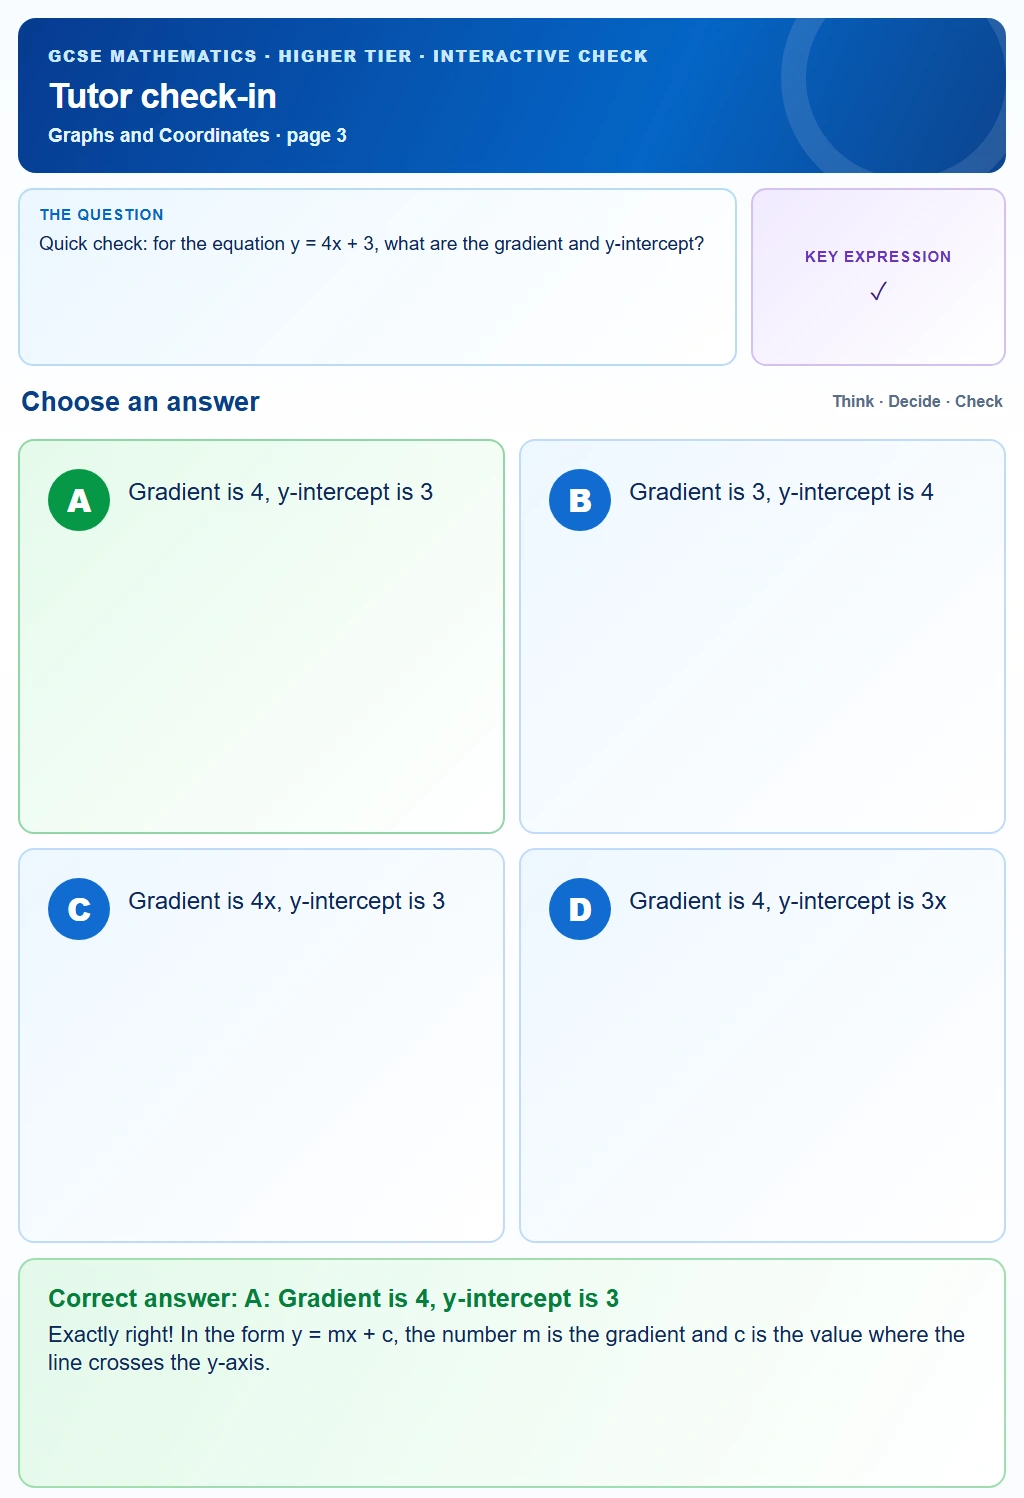 GCSE MATHEMATICS · HIGHER TIER · INTERACTIVE CHECK
Tutor check-in
Graphs and Coordinates · page 3
THE QUESTION
Quick check: for the equation y = 4x + 3, what are the gradient and y-intercept?
KEY EXPRESSION
✓
Choose an answer
Think · Decide · Check
A Gradient is 4, y-intercept is 3
B Gradient is 3, y-intercept is 4
C Gradient is 4x, y-intercept is 3
D Gradient is 4, y-intercept is 3x
Correct answer: A: Gradient is 4, y-intercept is 3
Exactly right! In the form y = mx + c, the number m is the gradient and c is the value where the
line crosses the y-axis.